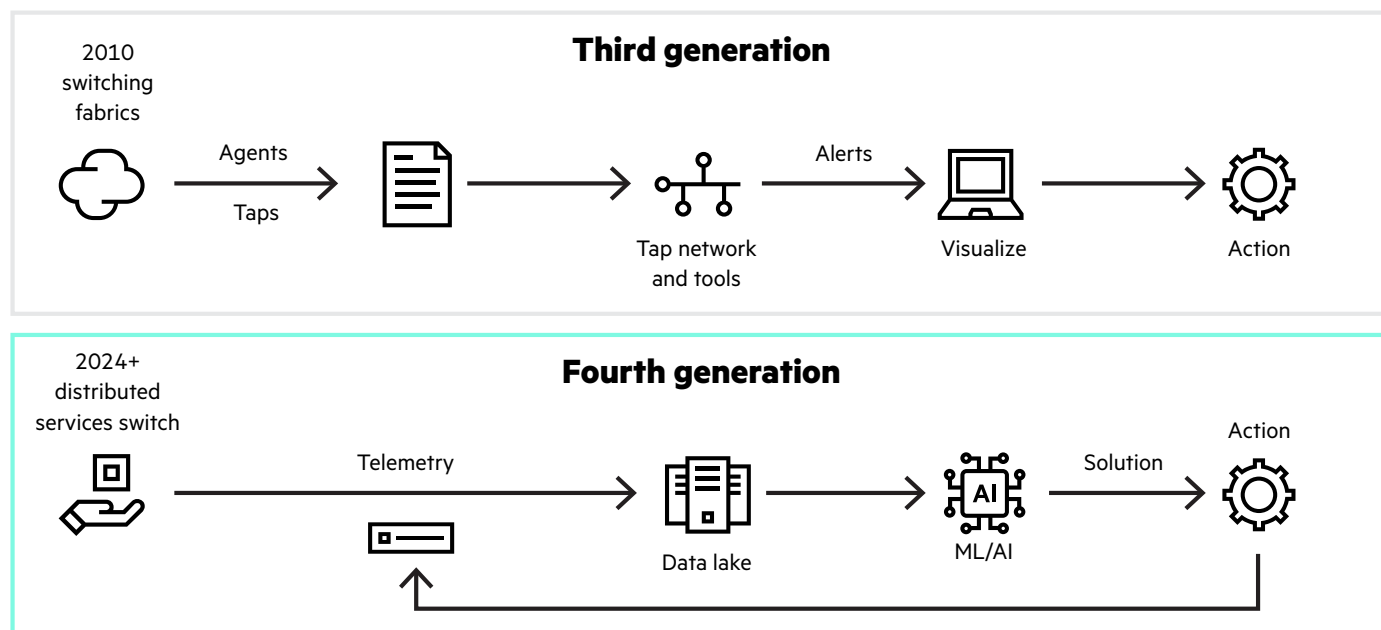 Third generation
2010
switching
fabrics
Agents
Taps
Alerts
Tap network
and tools
Visualize
Action
Fourth generation
2024+
distributed
services switch
Telemetry
Data lake
AI
ML/AI
Solution
Action